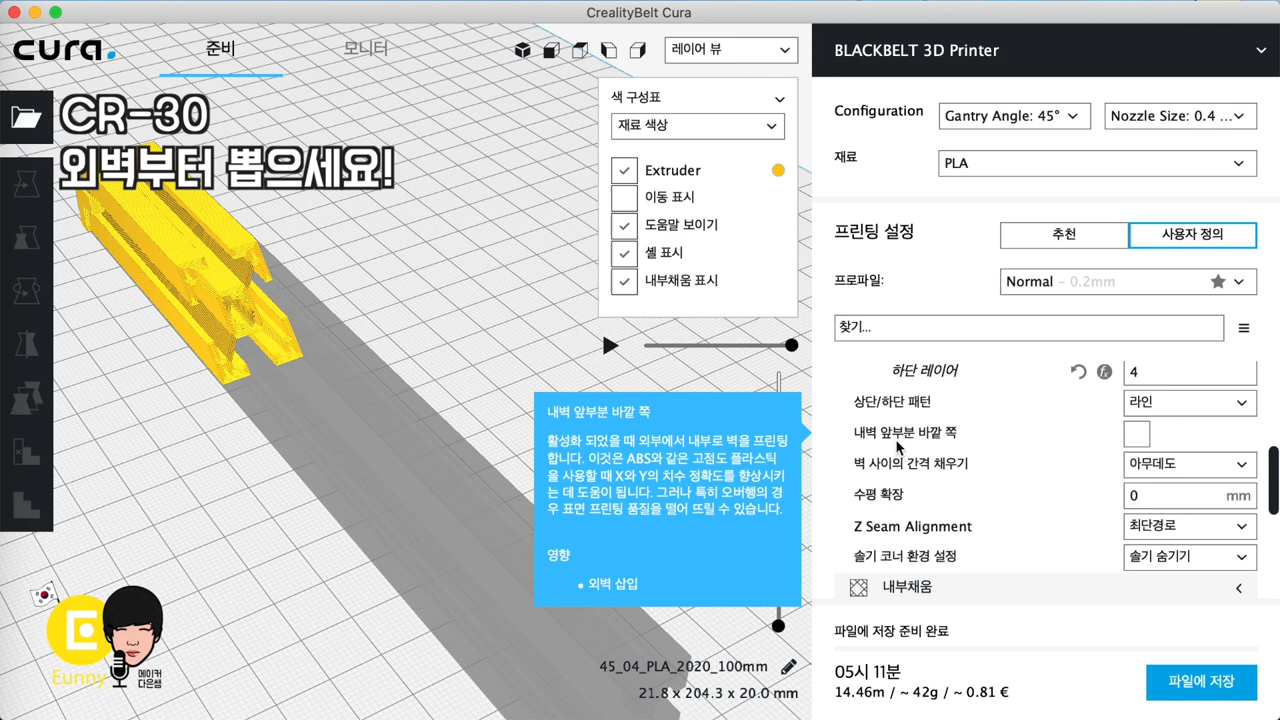 CrealityBelt Cura
cura.
준비
모니터
레이어 뷰
BLACKBELT 3D Printer
CR-30
외벽부터 뽑으세요!
색 구성표
재료 색상
Extruder
이동 표시
도움말 보이기
셸 표시
내부채움 표시
Configuration
Gantry Angle: 45°
Nozzle Size: 0.4 ...
재료
PLA
프린팅 설정
추천
사용자 정의
프로파일:
Normal – 0.2mm
찾기...
하단 레이어
4
상단/하단 패턴
라인
내벽 앞부분 바깥 쪽
벽 사이의 간격 채우기
아무데도
수평 확장
0 mm
Z Seam Alignment
최단경로
솔기 코너 환경 설정
솔기 숨기기
내부채움
내벽 앞부분 바깥 쪽
활성화 되었을 때 외부에서 내부로 벽을 프린팅
합니다. 이것은 ABS와 같은 고점도 플라스틱
을 사용할 때 X와 Y의 치수 정확도를 향상시키
는 데 도움이 됩니다. 그러나 특히 오버행의 경
우 표면 프린팅 품질을 떨어 뜨릴 수 있습니다.
영향
• 외벽 삽입
Eunny
메이커
다은쌤
45_04_PLA_2020_100mm
21.8 x 204.3 x 20.0 mm
파일에 저장 준비 완료
05시 11분
14.46m / ~ 42g / ~ 0.81 €
파일에 저장